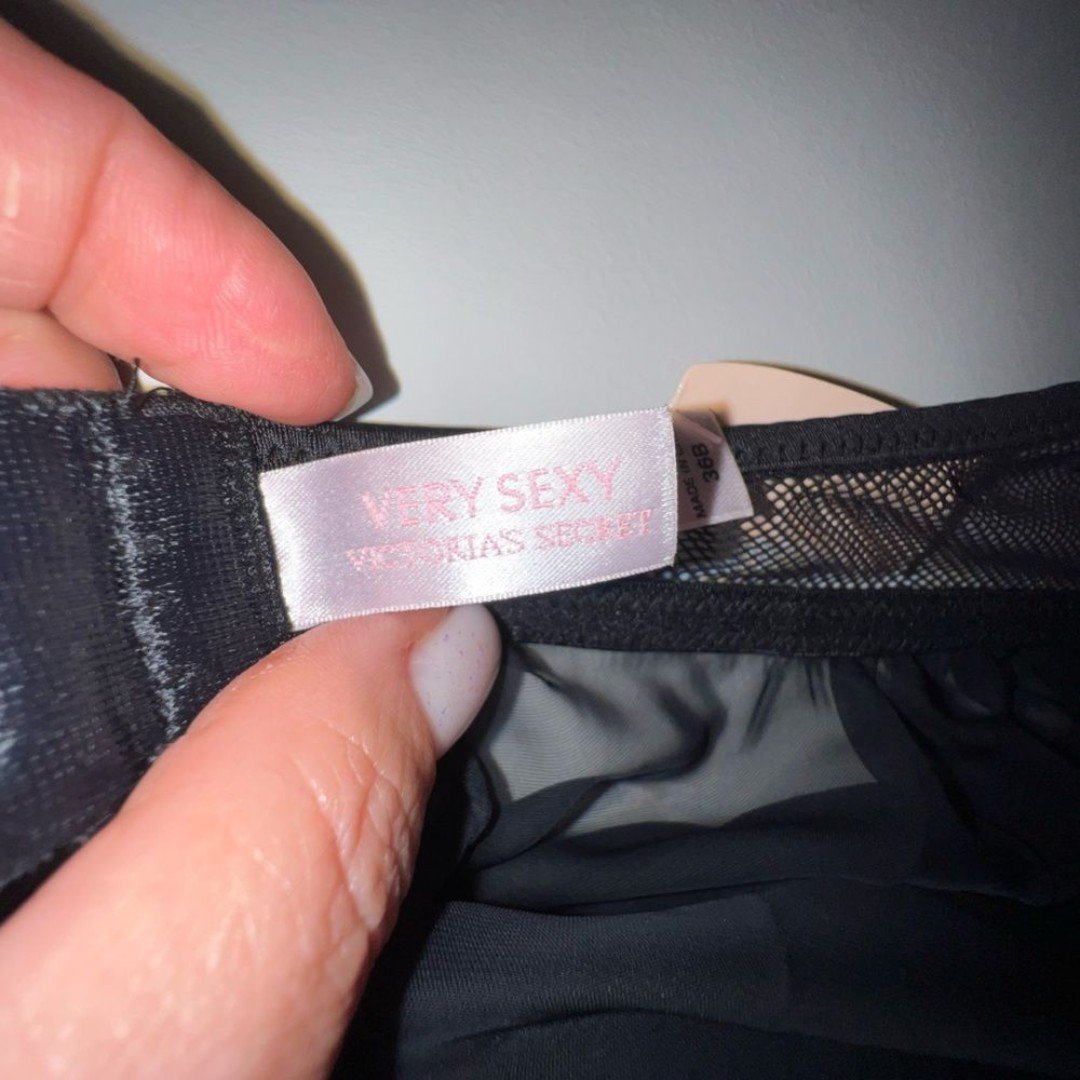 VERY SEXY
VICTORIA'S SECRET
MADE IN
36B